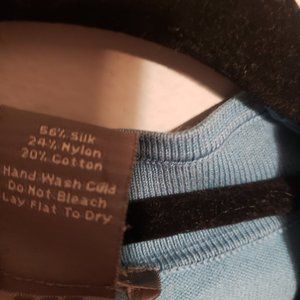 56% Silk
24% Nylon
20% Cotton
Hand Wash Cold
Do Not Bleach
Lay Flat To Dry